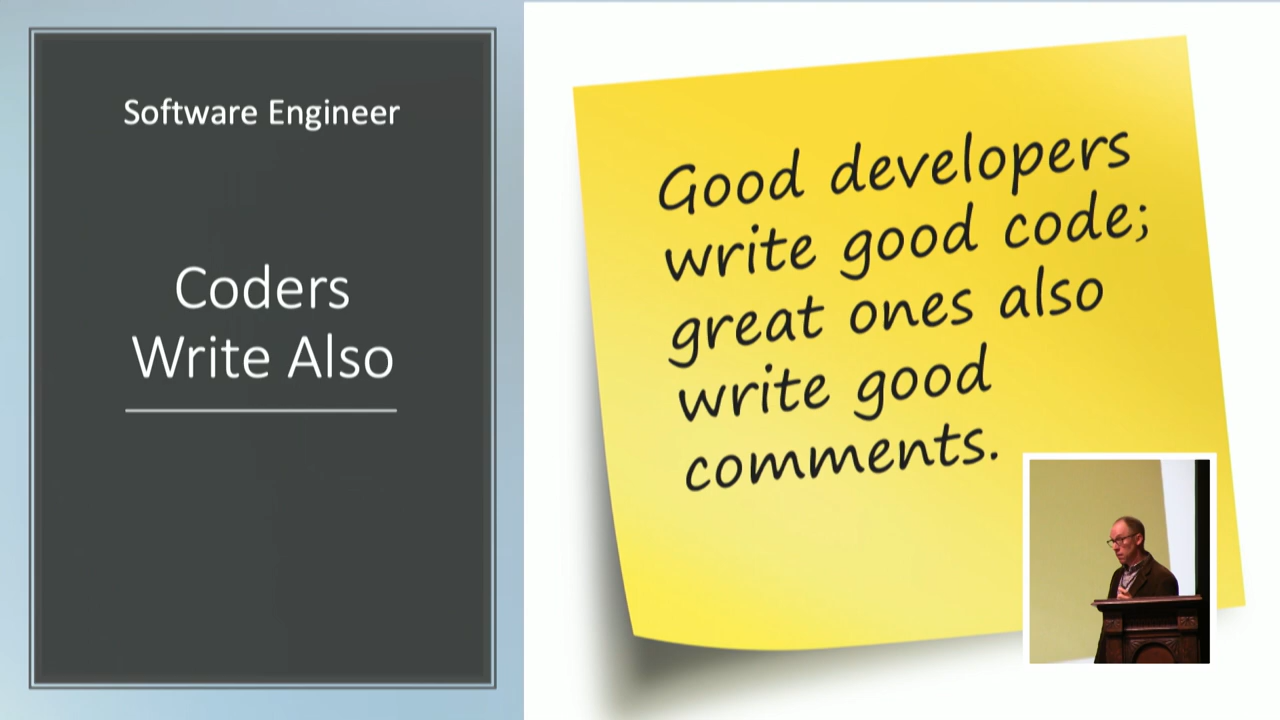 Software Engineer
Coders
Write Also
Good developers
write good code;
great ones also
write good
comments.